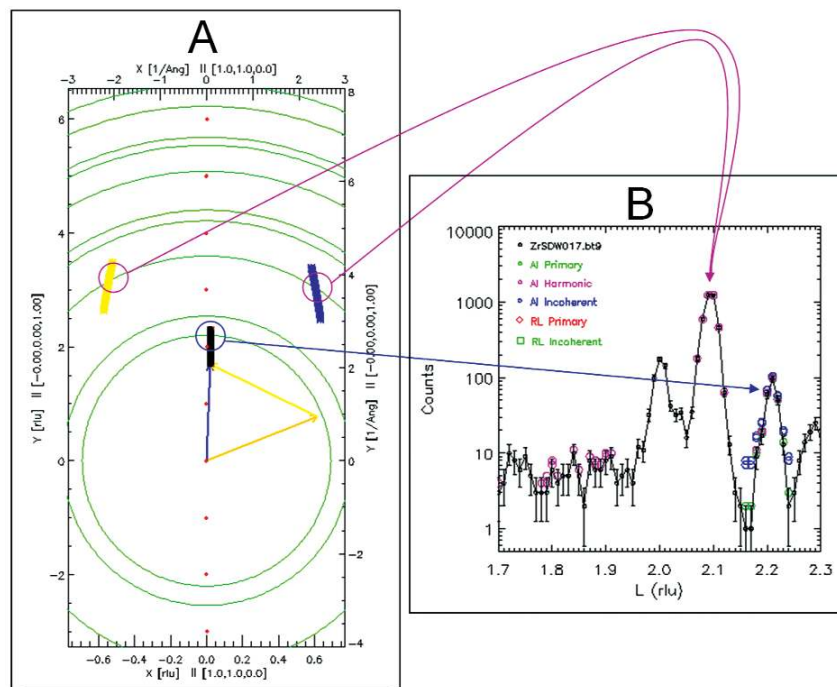 A
X [1/Ang] || [1.0,1.0,0.0]
-3 -2 -1 0 1 2 3
8
6
4
2
0
-2
-4
Y [1/Ang] || [-0.00,0.00,1.00]
6
4
2
0
-2
Y [rlu] || [-0.00,0.00,1.00]
-0.6 -0.4 -0.2 0.0 0.2 0.4 0.6
X [rlu] || [1.0,1.0,0.0]
B
10000
1000
100
10
1
Counts
ZrSDW017.bt9
Al Primary
Al Harmonic
Al Incoherent
RL Primary
RL Incoherent
1.7 1.8 1.9 2.0 2.1 2.2 2.3
L (rlu)